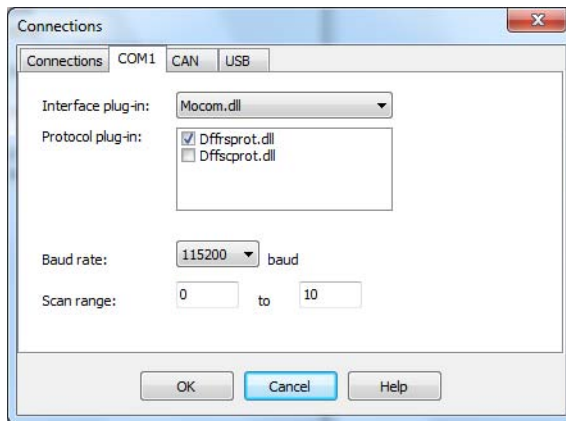 Connections
Connections COM1 CAN USB
Interface plug-in: Mocom.dll
Protocol plug-in: Dffrsprot.dll
Dffscprot.dll
Baud rate: 115200 baud
Scan range: 0 to 10
OK Cancel Help